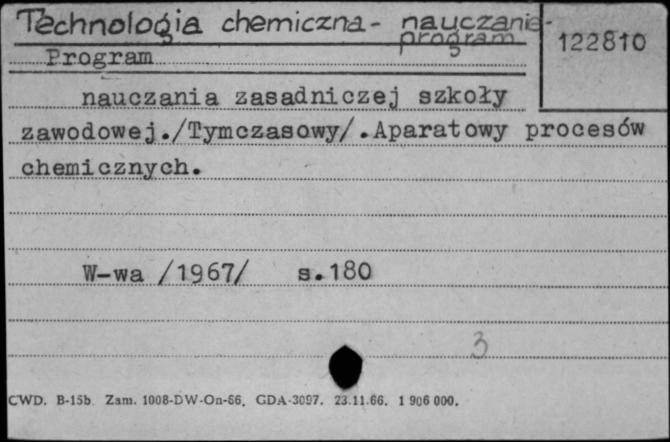 Technologia chemiczna - nauczanie-
program
122810
Program
nauczania zasadniczej szkoły
zawodowej./Tymczasowy/.Aparatowy procesów
chemicznych.
W-wa /1967/ s.180
3
CWD. B-15b. Zam. 1008-DW-On-66. GDA-3097. 23.11.66. 1 906 000.